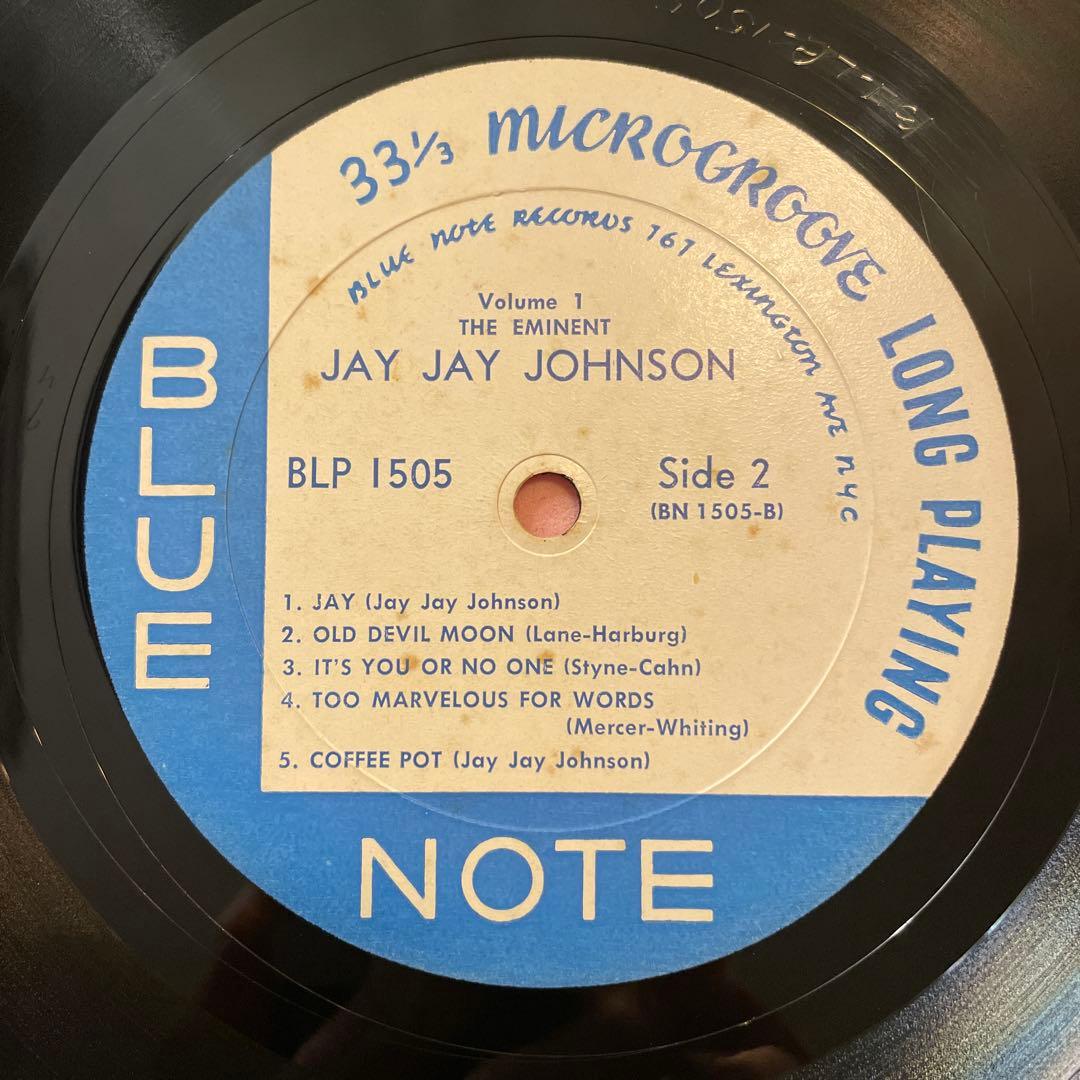 33⅓ MICROGROOVE LONG PLAYING
BLUE NOTE RECORDS 767 LEXINGTON AVE NYC
Volume 1
THE EMINENT
JAY JAY JOHNSON
BLP 1505
Side 2
(BN 1505-B)
1. JAY (Jay Jay Johnson)
2. OLD DEVIL MOON (Lane-Harburg)
3. IT'S YOU OR NO ONE (Styne-Cahn)
4. TOO MARVELOUS FOR WORDS
(Mercer-Whiting)
5. COFFEE POT (Jay Jay Johnson)
BLUE
NOTE